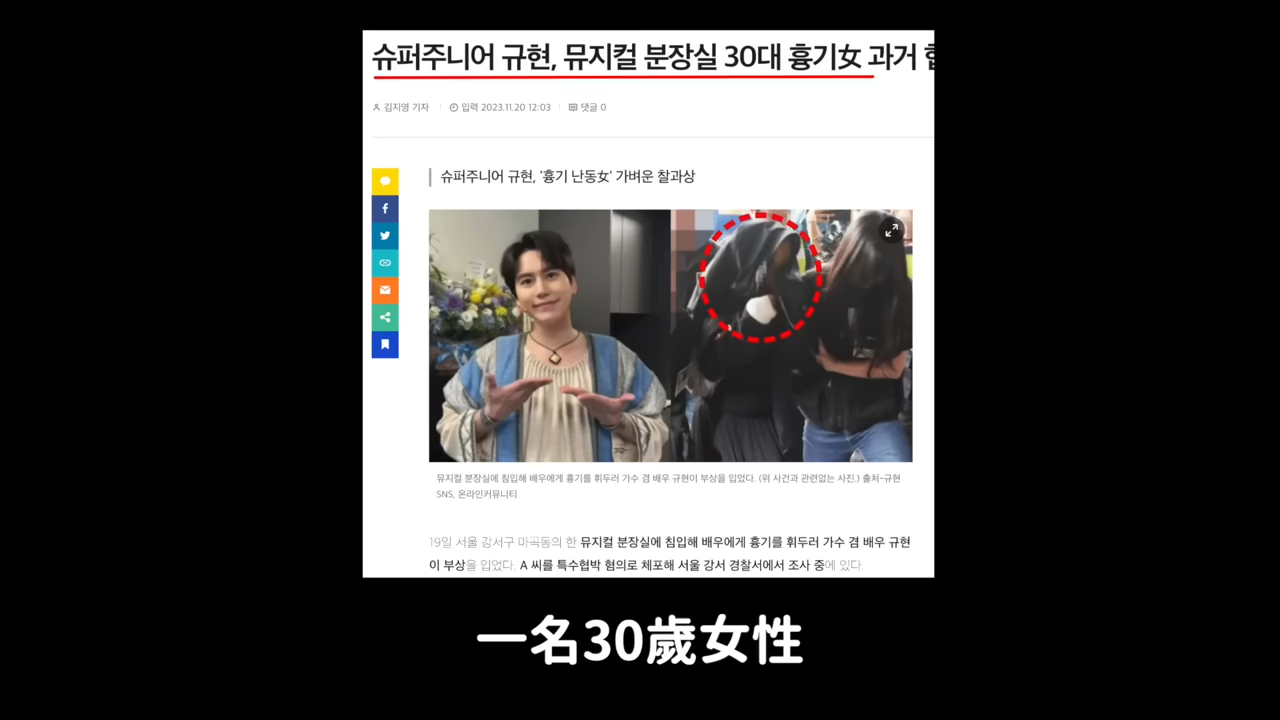 슈퍼주니어 규현, 뮤지컬 분장실 30대 흉기女 과거
김지영 기자 입력 2023.11.20 12:03 댓글 0
슈퍼주니어 규현, '흉기 난동女' 가벼운 찰과상
뮤지컬 분장실에 침입해 배우에게 흉기를 휘두러 가수 겸 배우 규현이 부상을 입었다. (위 사건과 관련없는 사진.) 출처-규현
SNS, 온라인커뮤니티
19일 서울 강서구 마곡동의 한 뮤지컬 분장실에 침입해 배우에게 흉기를 휘두러 가수 겸 배우 규현
이 부상을 입었다. A 씨를 특수협박 혐의로 체포해 서울 강서 경찰서에서 조사 중에 있다.
一名30歲女性